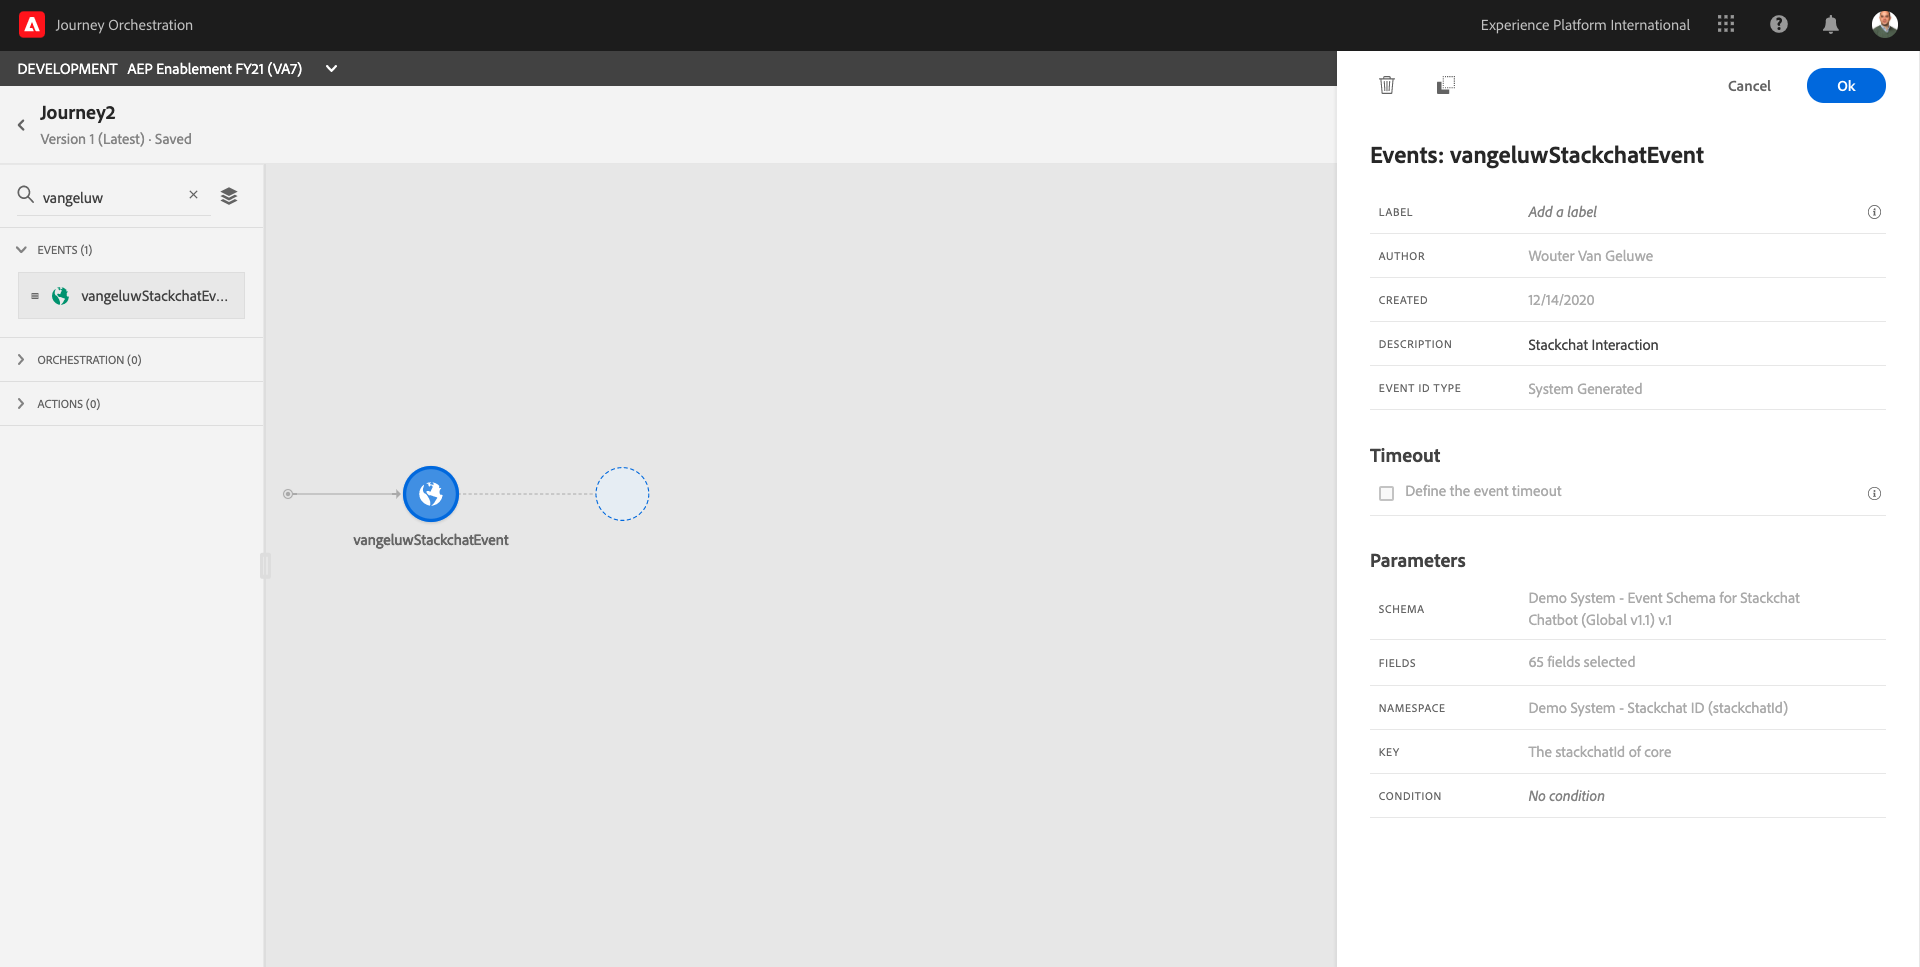 Journey Orchestration
Experience Platform International
DEVELOPMENT AEP Enablement FY21 (VA7)
Journey2
Version 1 (Latest) · Saved
vangeluw
EVENTS (1)
vangeluwStackchatEv...
ORCHESTRATION (0)
ACTIONS (0)
vangeluwStackchatEvent
Cancel
Ok
Events: vangeluwStackchatEvent
LABEL Add a label
AUTHOR Wouter Van Geluwe
CREATED 12/14/2020
DESCRIPTION Stackchat Interaction
EVENT ID TYPE System Generated
Timeout
Define the event timeout
Parameters
SCHEMA Demo System - Event Schema for Stackchat
Chatbot (Global v1.1) v.1
FIELDS 65 fields selected
NAMESPACE Demo System - Stackchat ID (stackchatId)
KEY The stackchatId of core
CONDITION No condition